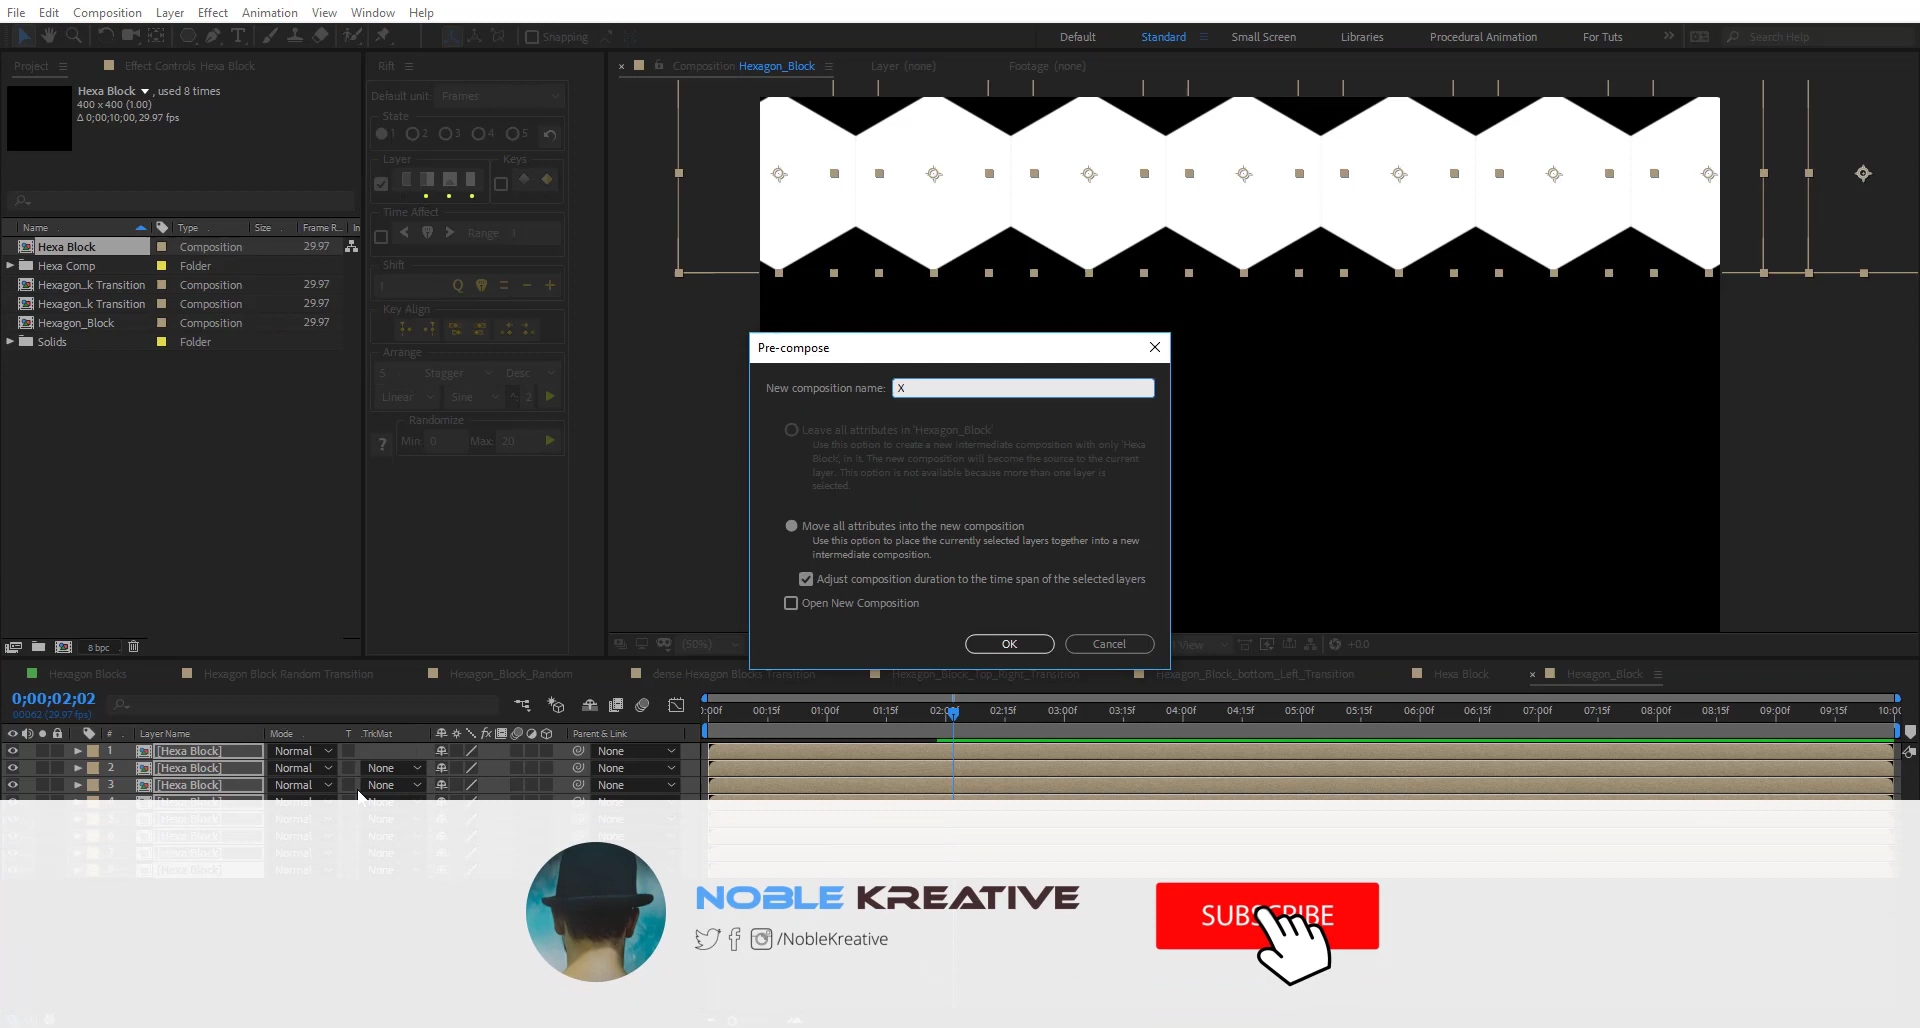 File Edit Composition Layer Effect Animation View Window Help
Snapping
Default Standard Small Screen Libraries Procedural Animation For Tuts Search Help
Project Effect Controls Hexa Block
Rift
Composition Hexagon_Block Layer (none) Footage (none)
Hexa Block , used 8 times
400 x 400 (1.00)
Δ 0;00;10;00, 29.97 fps
Default unit: Frames
State
1 2 3 4 5
Layer Keys
Time Affect
Range 1
Shift
1 Q = − +
Key Align
Arrange
S Stagger Desc
Linear Sine 2
Randomize
? Min: 0 Max: 20
Name Type Size Frame R... In
Hexa Block Composition 29.97
Hexa Comp Folder
Hexagon_k Transition Composition 29.97
Hexagon_k Transition Composition 29.97
Hexagon_Block Composition 29.97
Solids Folder
8 bpc
Pre-compose
New composition name: X
Leave all attributes in 'Hexagon_Block'
Use this option to create a new intermediate composition with only 'Hexa
Block', in it. The new composition will become the source to the current
layer. This option is not available because more than one layer is
selected.
Move all attributes into the new composition
Use this option to place the currently selected layers together into a new
intermediate composition.
Adjust composition duration to the time span of the selected layers
Open New Composition
OK Cancel
(50%) View +0.0
Hexagon Blocks Hexagon Block Random Transition Hexagon_Block_Random dense Hexagon Blocks Transition Hexagon_Block_Top_Right_Transition Hexagon_Block_bottom_Left_Transition Hexa Block Hexagon_Block
0;00;02;02
00062 (29.97 fps)
:00f 00:15f 01:00f 01:15f 02:00f 02:15f 03:00f 03:15f 04:00f 04:15f 05:00f 05:15f 06:00f 06:15f 07:00f 07:15f 08:00f 08:15f 09:00f 09:15f 10:00
# Layer Name Mode T .TrkMat fx Parent & Link
1 [Hexa Block] Normal None
2 [Hexa Block] Normal None None
3 [Hexa Block] Normal None None
4 [Hexa Block] Normal None None
5 [Hexa Block] Normal None None
6 [Hexa Block] Normal None None
7 [Hexa Block] Normal None None
8 [Hexa Block] Normal None None
NOBLE KREATIVE
/NobleKreative
SUBSCRIBE